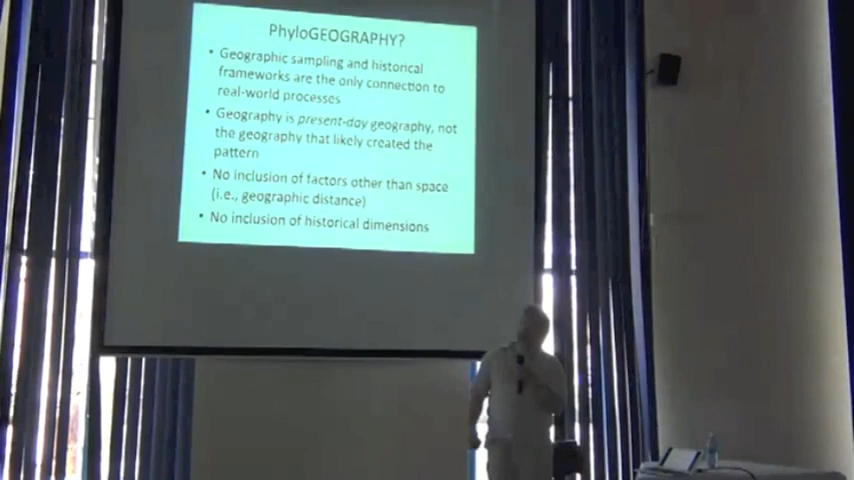 PhyloGEOGRAPHY?
• Geographic sampling and historical
frameworks are the only connection to
real-world processes
• Geography is present-day geography, not
the geography that likely created the
pattern
• No inclusion of factors other than space
(i.e., geographic distance)
• No inclusion of historical dimensions